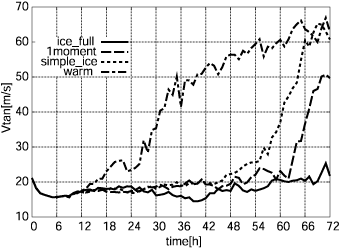 70
60
50
40
30
20
10
Vtan[m/s]
ice_full
1moment
simple_ice
warm
0 6 12 18 24 30 36 42 48 54 60 66 72
time[h]